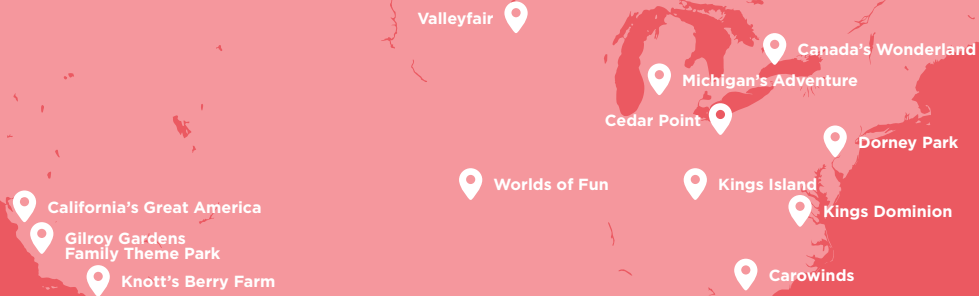 Valleyfair
Canada's Wonderland
Michigan's Adventure
Cedar Point
Dorney Park
Worlds of Fun
Kings Island
California's Great America
Kings Dominion
Gilroy Gardens
Family Theme Park
Carowinds
Knott's Berry Farm